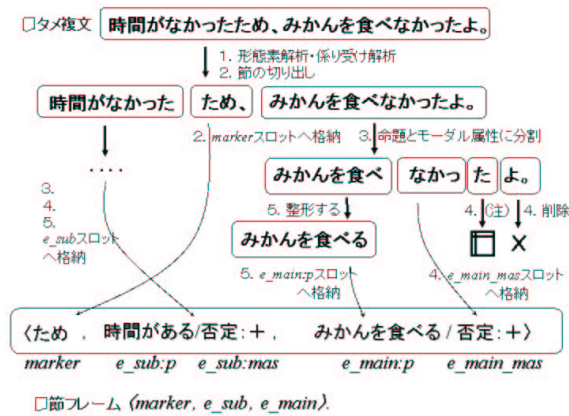 タメ複文 時間がなかったため、みかんを食べなかったよ。
1. 形態素解析・係り受け解析
2. 節の切り出し
時間がなかった ため、 みかんを食べなかったよ。
2. markerスロットへ格納 3. 命題とモーダル属性に分割
‥‥ みかんを食べ なかっ た よ。
3.
4.
5.
e_subスロット
へ格納
5. 整形する 4. (注) 4. 削除
みかんを食べる ×
5. e_main:pスロット
へ格納
4. e_main_masスロット
へ格納
〈ため , 時間がある/否定:+, みかんを食べる / 否定:+〉
marker e_sub:p e_sub:mas e_main:p e_main_mas
節フレーム 〈marker, e_sub, e_main〉.